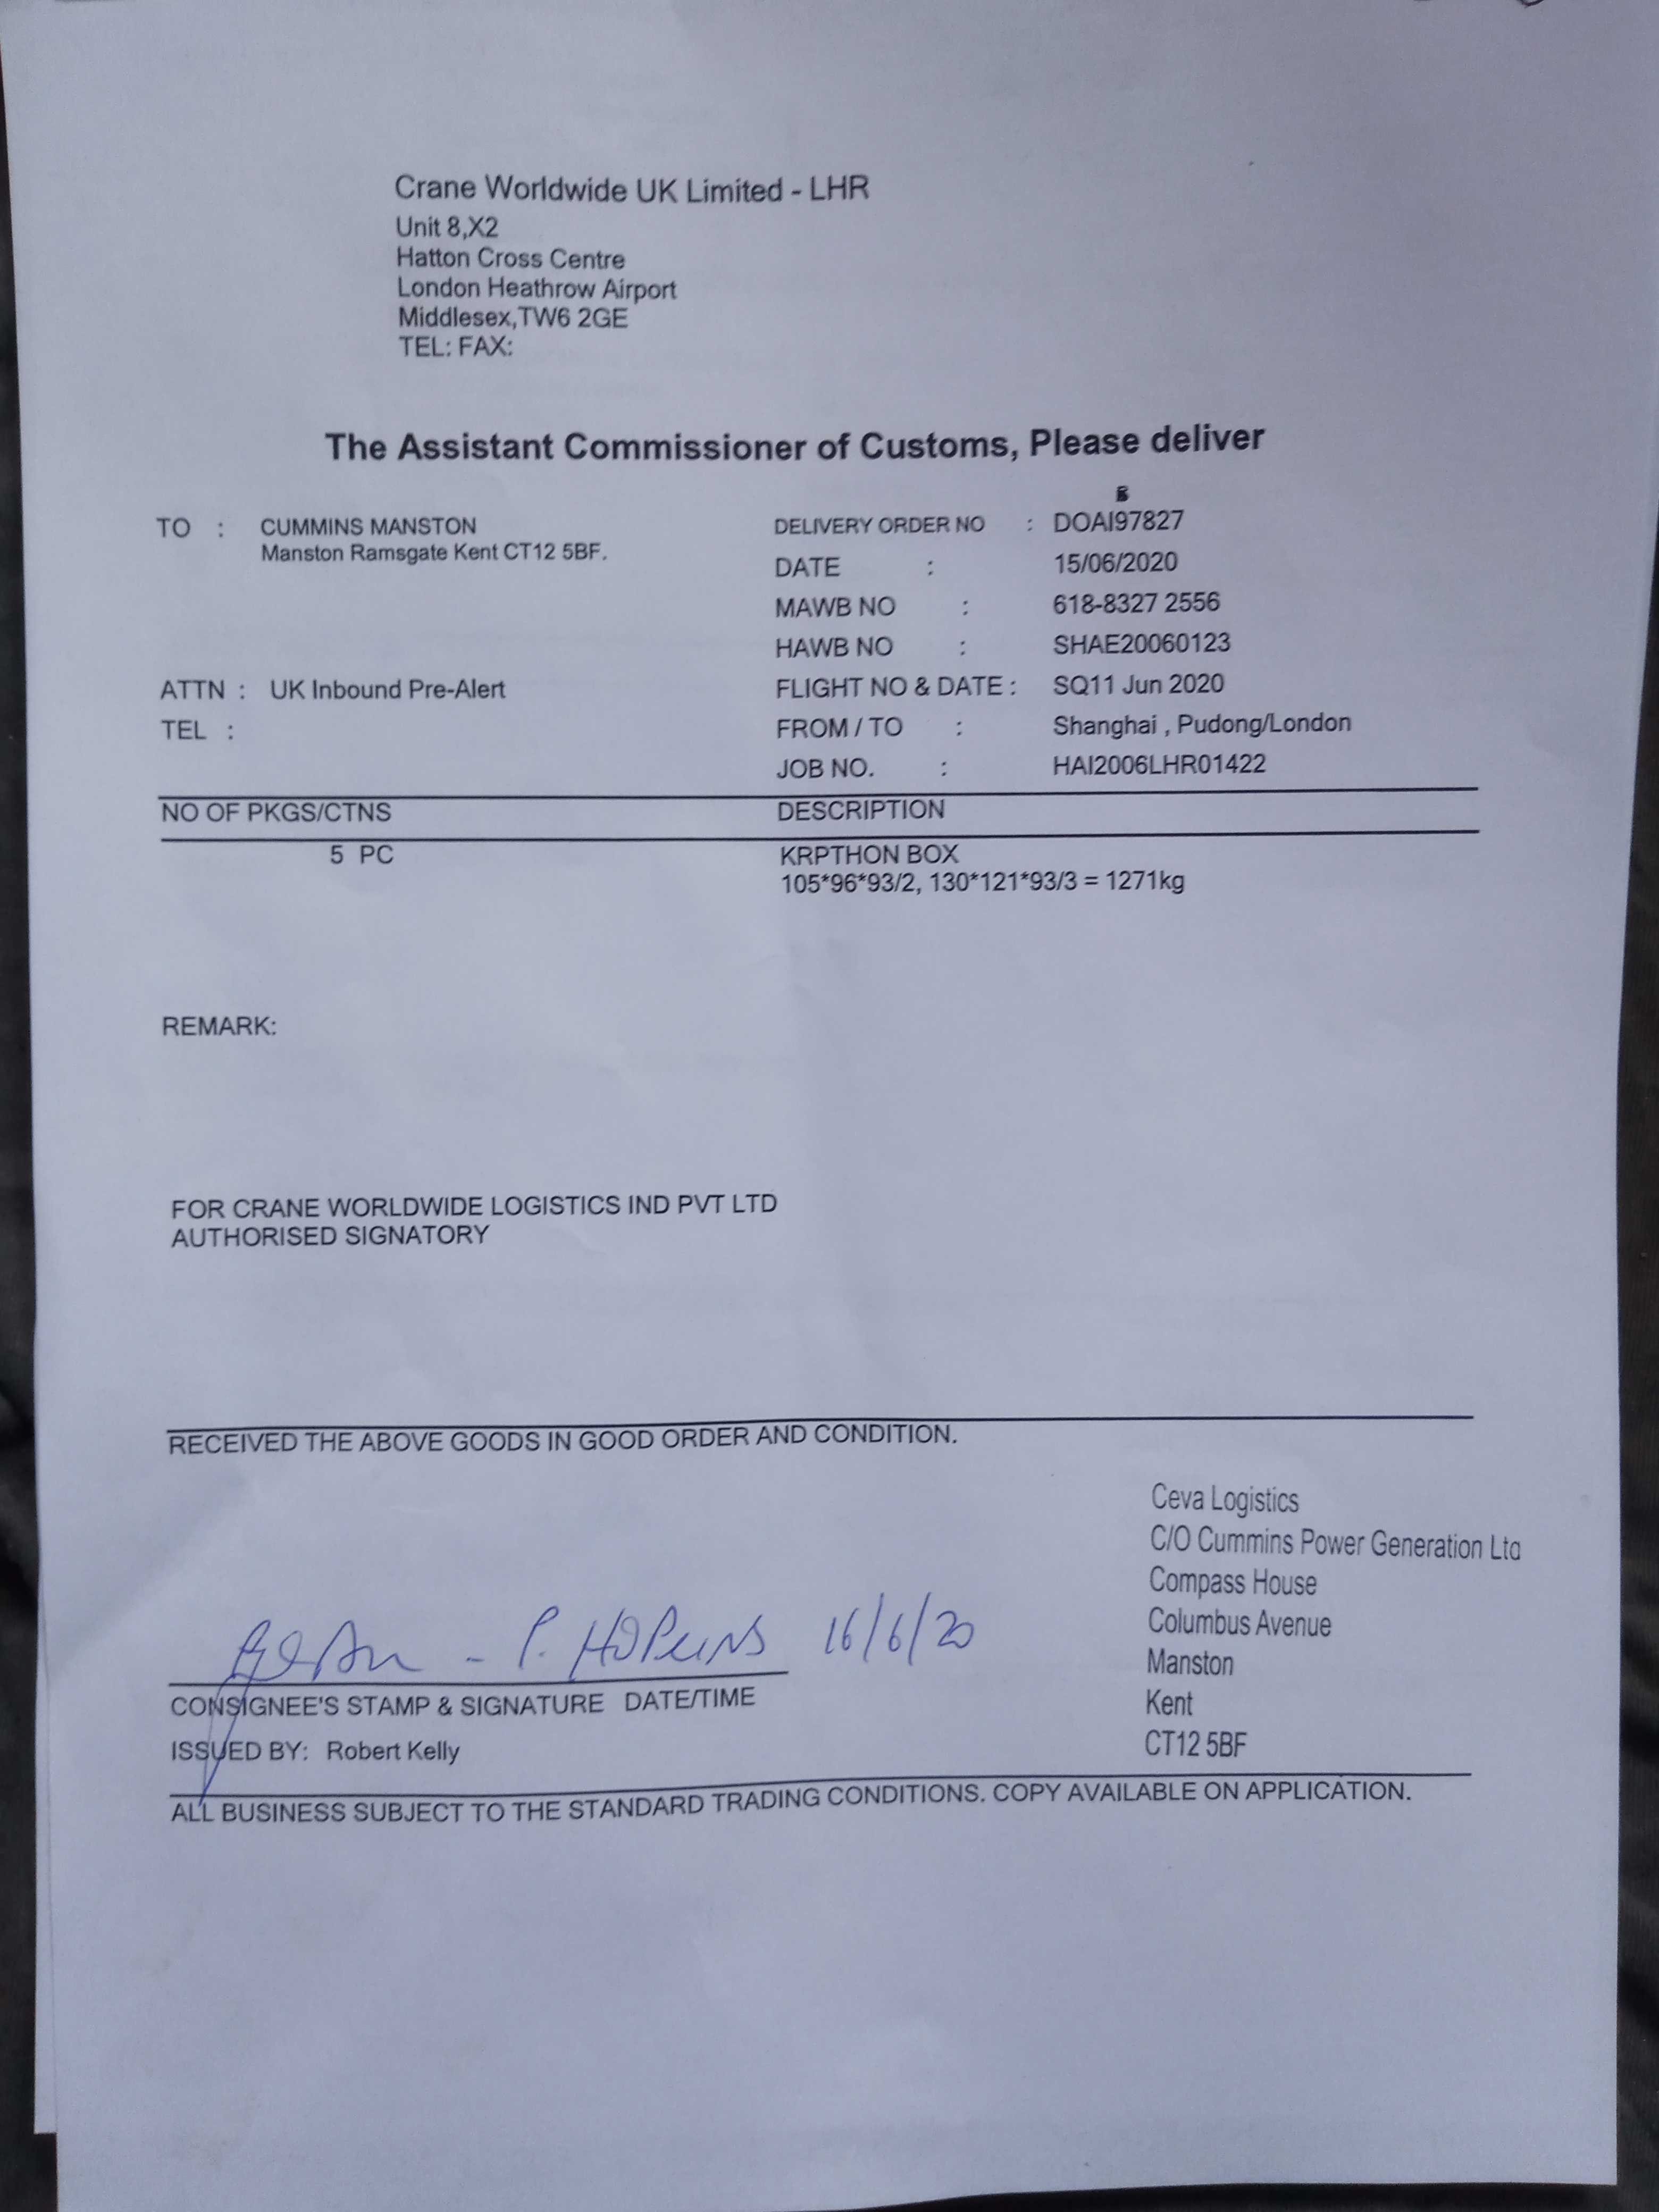 Crane Worldwide UK Limited - LHR
Unit 8,X2
Hatton Cross Centre
London Heathrow Airport
Middlesex,TW6 2GE
TEL: FAX:
The Assistant Commissioner of Customs, Please deliver
TO : CUMMINS MANSTON
Manston Ramsgate Kent CT12 5BF.
DELIVERY ORDER NO : DOAI97827
DATE : 15/06/2020
MAWB NO : 618-8327 2556
HAWB NO : SHAE20060123
ATTN : UK Inbound Pre-Alert
FLIGHT NO & DATE : SQ11 Jun 2020
TEL :
FROM / TO : Shanghai , Pudong/London
JOB NO. : HAI2006LHR01422
NO OF PKGS/CTNS DESCRIPTION
5 PC KRPTHON BOX
105*96*93/2, 130*121*93/3 = 1271kg
REMARK:
FOR CRANE WORLDWIDE LOGISTICS IND PVT LTD
AUTHORISED SIGNATORY
RECEIVED THE ABOVE GOODS IN GOOD ORDER AND CONDITION.
Ceva Logistics
C/O Cummins Power Generation Ltd
Compass House
Columbus Avenue
Manston
Kent
CT12 5BF
- P. HOPKINS 16/6/20
CONSIGNEE'S STAMP & SIGNATURE DATE/TIME
ISSUED BY: Robert Kelly
ALL BUSINESS SUBJECT TO THE STANDARD TRADING CONDITIONS. COPY AVAILABLE ON APPLICATION.